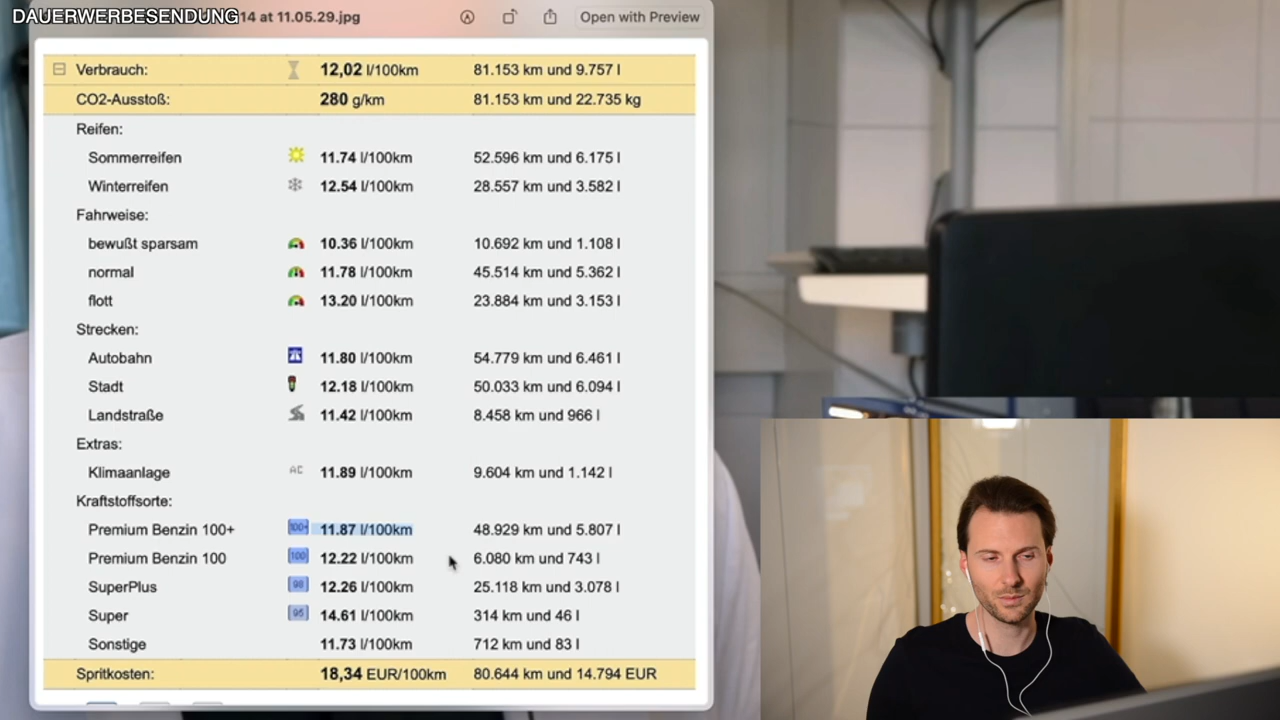 DAUERWERBESENDUNG14 at 11.05.29.jpg
Open with Preview
Verbrauch: 12,02 l/100km 81.153 km und 9.757 l
CO2-Ausstoß: 280 g/km 81.153 km und 22.735 kg
Reifen:
Sommerreifen 11.74 l/100km 52.596 km und 6.175 l
Winterreifen 12.54 l/100km 28.557 km und 3.582 l
Fahrweise:
bewußt sparsam 10.36 l/100km 10.692 km und 1.108 l
normal 11.78 l/100km 45.514 km und 5.362 l
flott 13.20 l/100km 23.884 km und 3.153 l
Strecken:
Autobahn 11.80 l/100km 54.779 km und 6.461 l
Stadt 12.18 l/100km 50.033 km und 6.094 l
Landstraße 11.42 l/100km 8.458 km und 966 l
Extras:
Klimaanlage AC 11.89 l/100km 9.604 km und 1.142 l
Kraftstoffsorte:
Premium Benzin 100+ 100+ 11.87 l/100km 48.929 km und 5.807 l
Premium Benzin 100 100 12.22 l/100km 6.080 km und 743 l
SuperPlus 98 12.26 l/100km 25.118 km und 3.078 l
Super 95 14.61 l/100km 314 km und 46 l
Sonstige 11.73 l/100km 712 km und 83 l
Spritkosten: 18,34 EUR/100km 80.644 km und 14.794 EUR